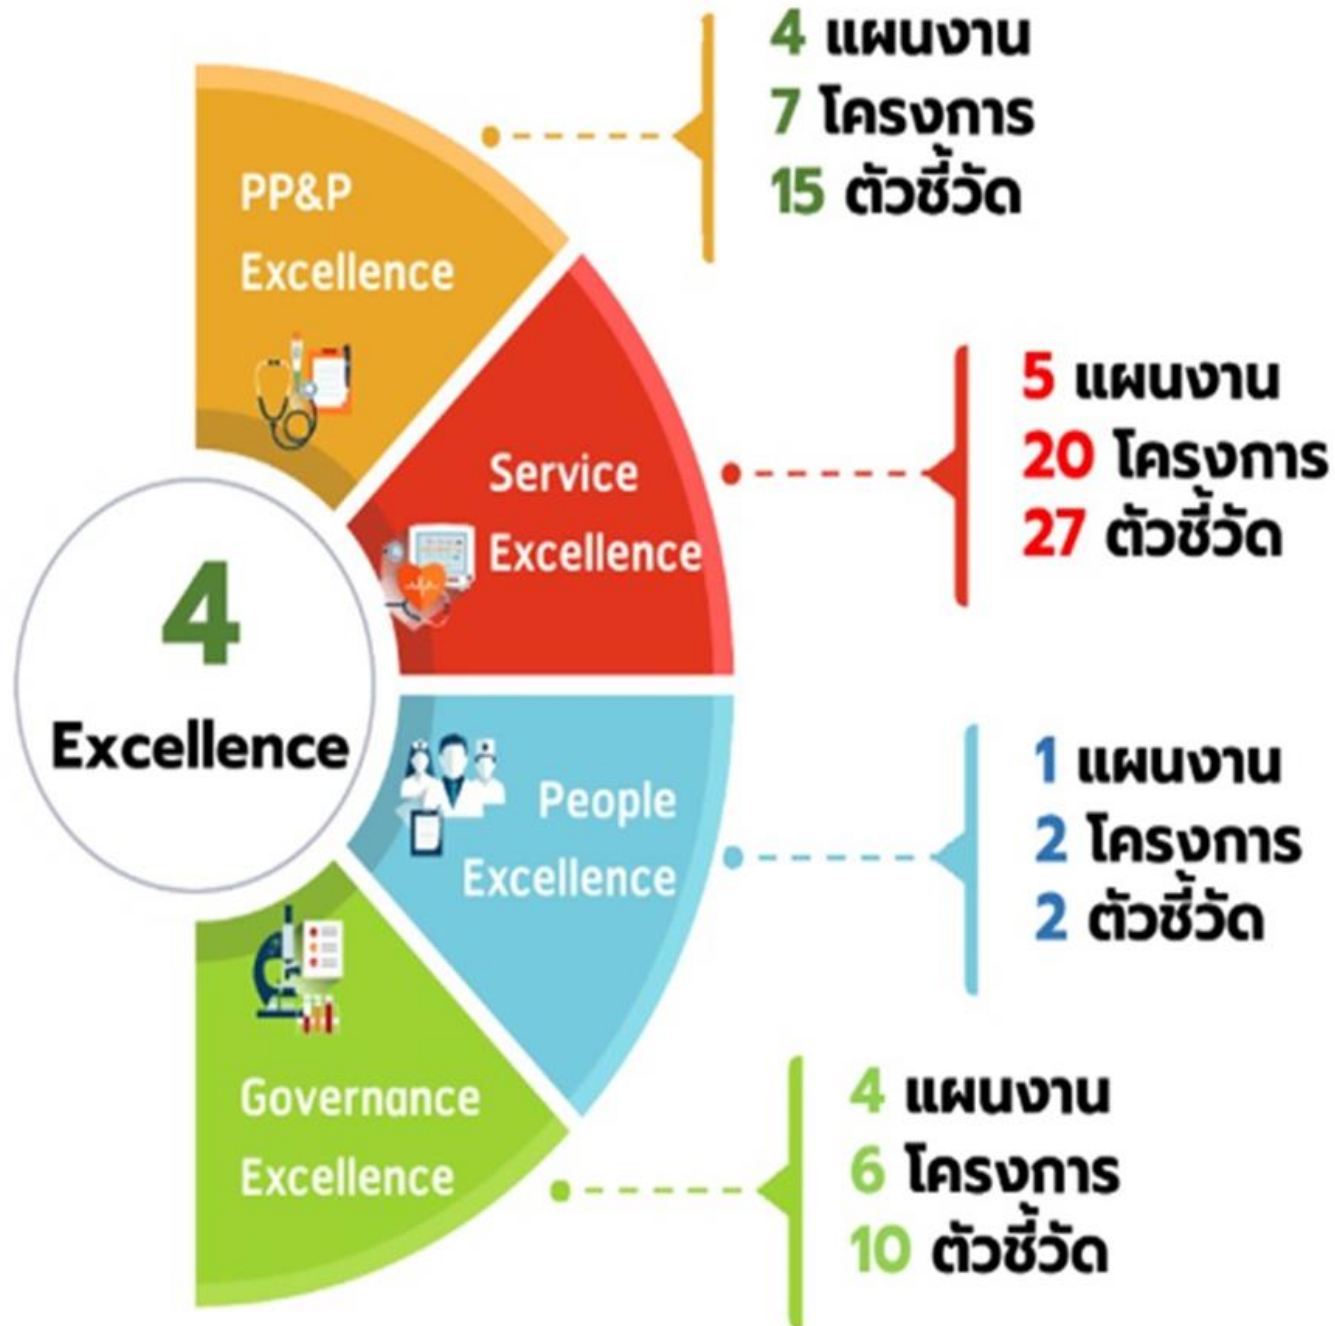 4 แผนงาน
7 โครงการ
15 ตัวชี้วัด
PP&P
Excellence
5 แผนงาน
20 โครงการ
27 ตัวชี้วัด
Service
Excellence
4
Excellence
1 แผนงาน
2 โครงการ
2 ตัวชี้วัด
People
Excellence
4 แผนงาน
6 โครงการ
10 ตัวชี้วัด
Governance
Excellence